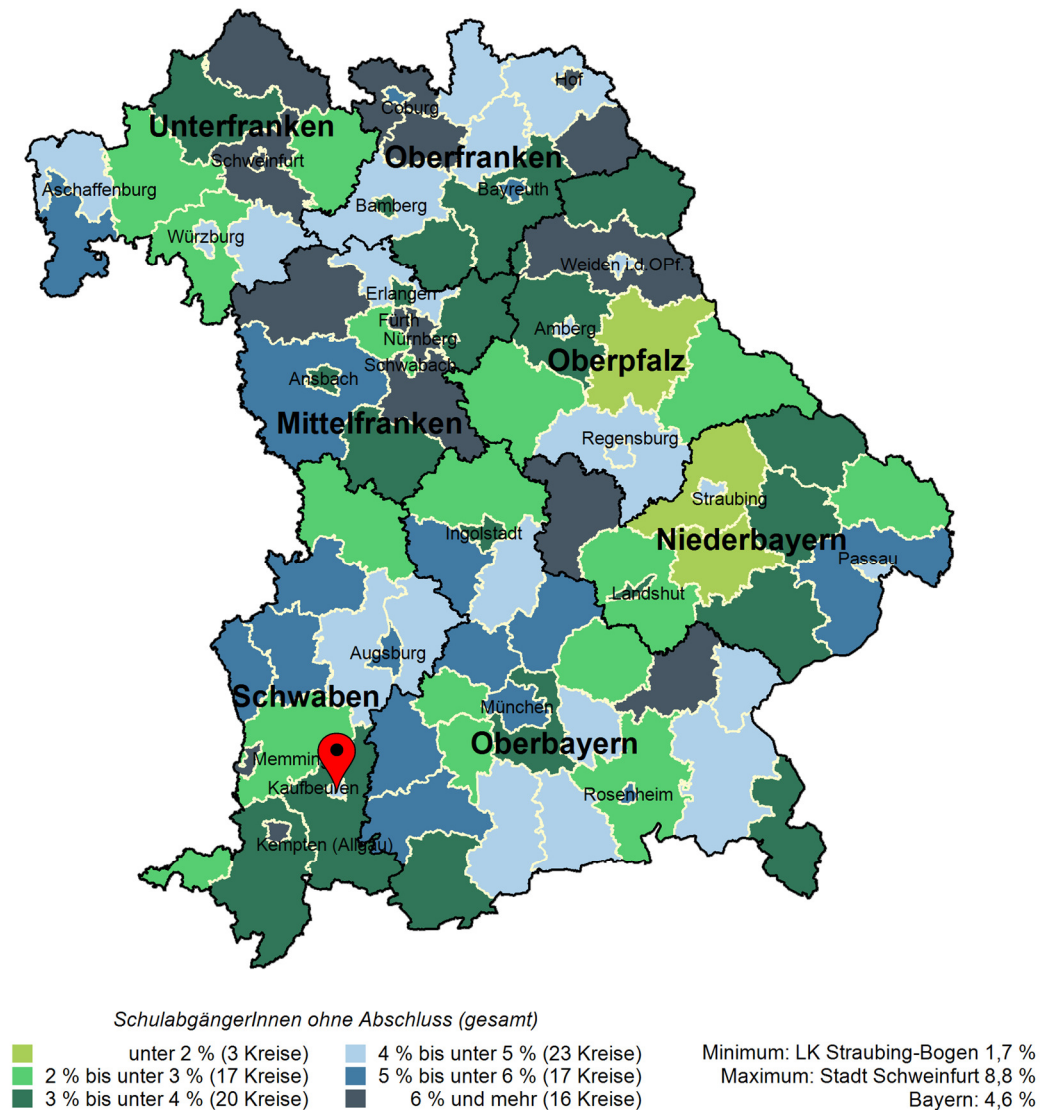 Hof
Coburg
Unterfranken
Oberfranken
Schweinfurt
Aschaffenburg
Bayreuth
Bamberg
Würzburg
Weiden i.d.OPf.
Erlangen
Fürth
Amberg
Nürnberg
Oberpfalz
Schwabach
Ansbach
Mittelfranken
Regensburg
Straubing
Ingolstadt
Niederbayern
Passau
Landshut
Augsburg
Schwaben
München
Oberbayern
Kaufbeuren
Rosenheim
Kempten (Allgäu)
SchulabgängerInnen ohne Abschluss (gesamt)
unter 2 % (3 Kreise)
2 % bis unter 3 % (17 Kreise)
3 % bis unter 4 % (20 Kreise)
4 % bis unter 5 % (23 Kreise)
5 % bis unter 6 % (17 Kreise)
6 % und mehr (16 Kreise)
Minimum: LK Straubing-Bogen 1,7 %
Maximum: Stadt Schweinfurt 8,8 %
Bayern: 4,6 %